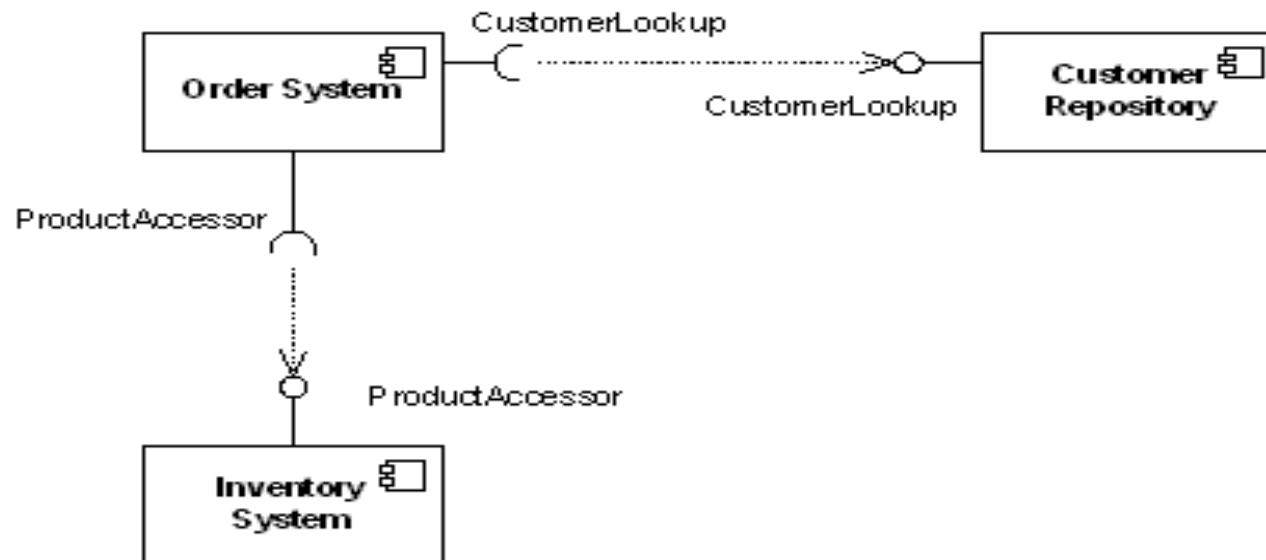 CustomerLookup
Order System
Customer
Repository
CustomerLookup
ProductAccessor
ProductAccessor
Inventory
System